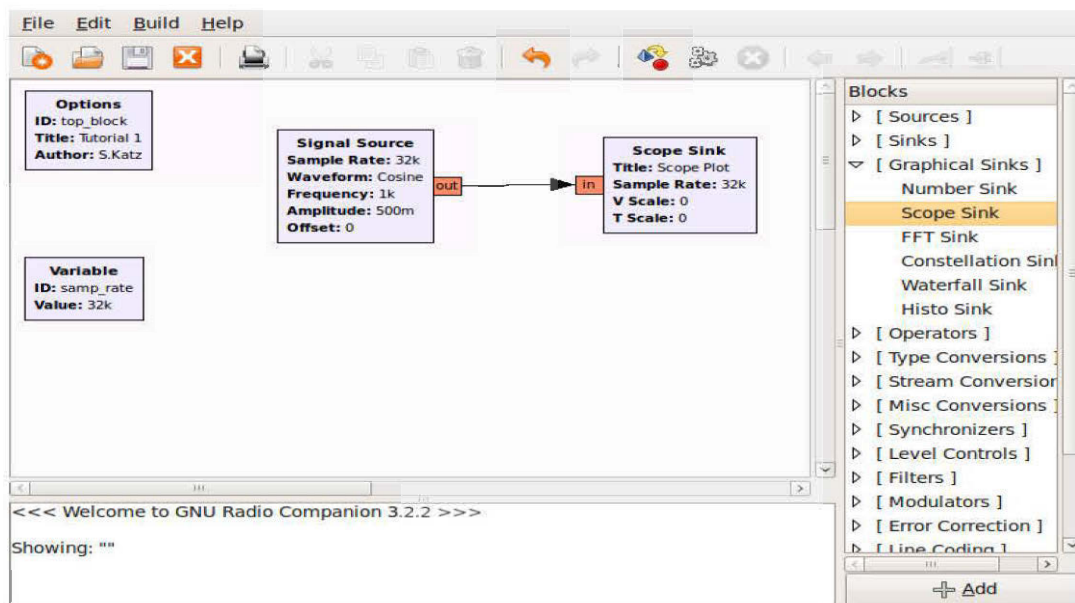 File Edit Build Help
Options
ID: top_block
Title: Tutorial 1
Author: S.Katz
Signal Source
Sample Rate: 32k
Waveform: Cosine
Frequency: 1k
Amplitude: 500m
Offset: 0
out
in
Scope Sink
Title: Scope Plot
Sample Rate: 32k
V Scale: 0
T Scale: 0
Variable
ID: samp_rate
Value: 32k
<<< Welcome to GNU Radio Companion 3.2.2 >>>
Showing: ""
Blocks
[ Sources ]
[ Sinks ]
[ Graphical Sinks ]
Number Sink
Scope Sink
FFT Sink
Constellation Sin
Waterfall Sink
Histo Sink
[ Operators ]
[ Type Conversions ]
[ Stream Conversior
[ Misc Conversions ]
[ Synchronizers ]
[ Level Controls ]
[ Filters ]
[ Modulators ]
[ Error Correction ]
[ Line Coding ]
Add